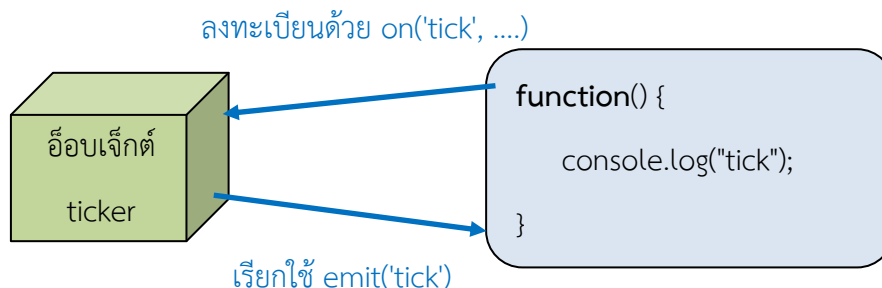 ลงทะเบียนด้วย on('tick', ....)
อ็อบเจ็กต์
ticker
function() {
console.log("tick");
}
เรียกใช้ emit('tick')